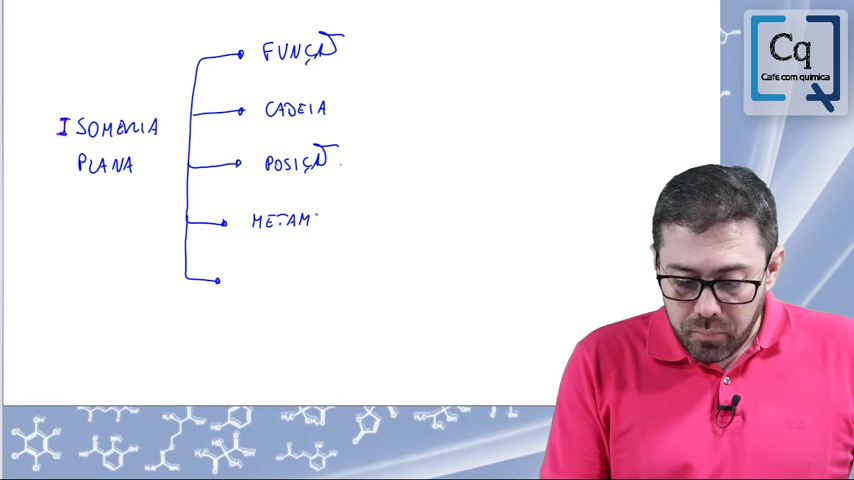 Cq
Café com química
FUNÇÃO
CADEIA
ISOMERIA
PLANA
POSIÇÃO
METAM